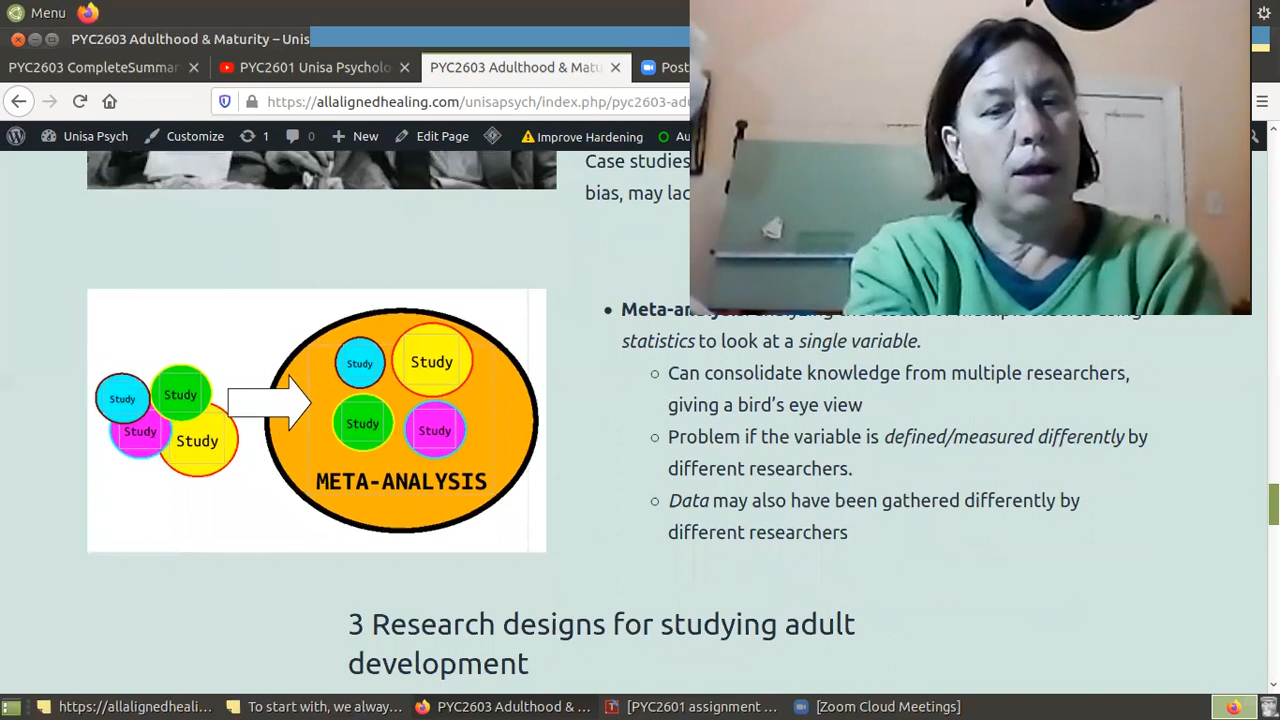 Menu
PYC2603 Adulthood & Maturity – Unis
PYC2603 CompleteSummar
PYC2601 Unisa Psycholo
PYC2603 Adulthood & Matu
Post
https://allalignedhealing.com/unisapsych/index.php/pyc2603-adu
Unisa Psych
Customize
1
0
New
Edit Page
Improve Hardening
Au
Case studies
bias, may lac
Study
Study
Study
Study
Study
Study
Study
Study
META-ANALYSIS
statistics to look at a single variable.
Can consolidate knowledge from multiple researchers,
giving a bird's eye view
Problem if the variable is defined/measured differently by
different researchers.
Data may also have been gathered differently by
different researchers
3 Research designs for studying adult
development
https://allalignedheali...
To start with, we alway...
PYC2603 Adulthood & ...
[PYC2601 assignment ...
[Zoom Cloud Meetings]